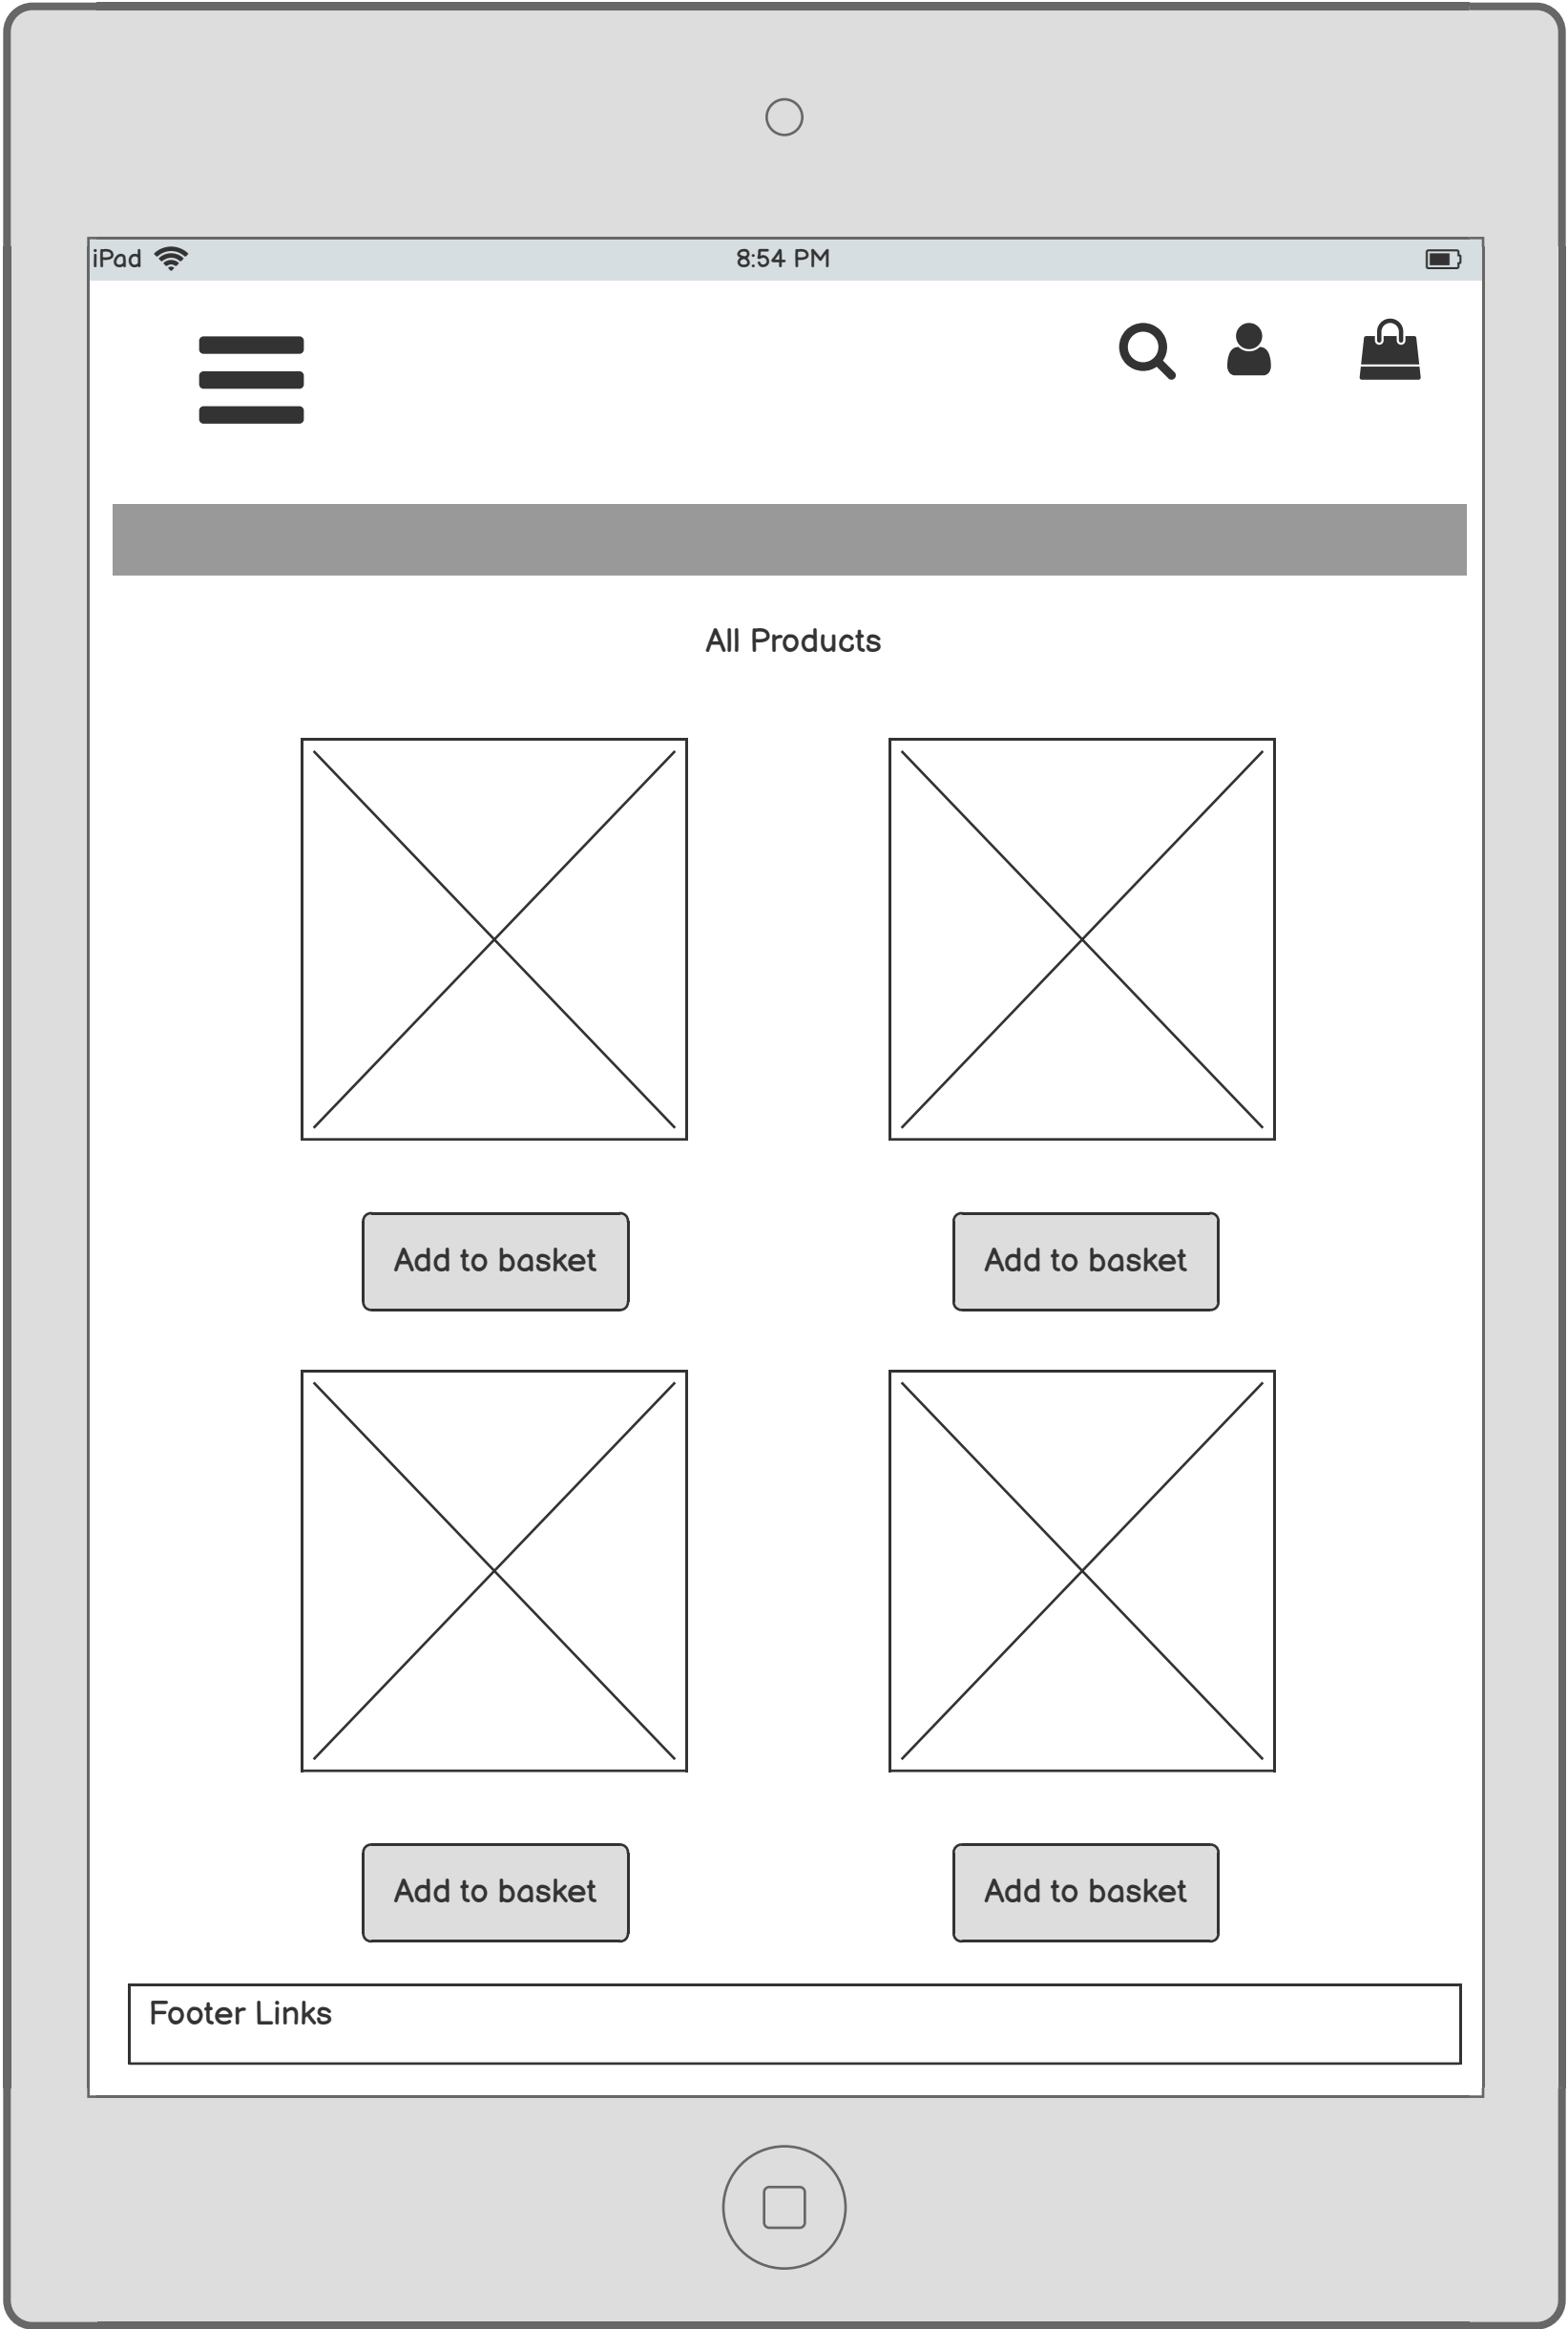 iPad
8:54 PM
All Products
Add to basket
Add to basket
Add to basket
Add to basket
Footer Links